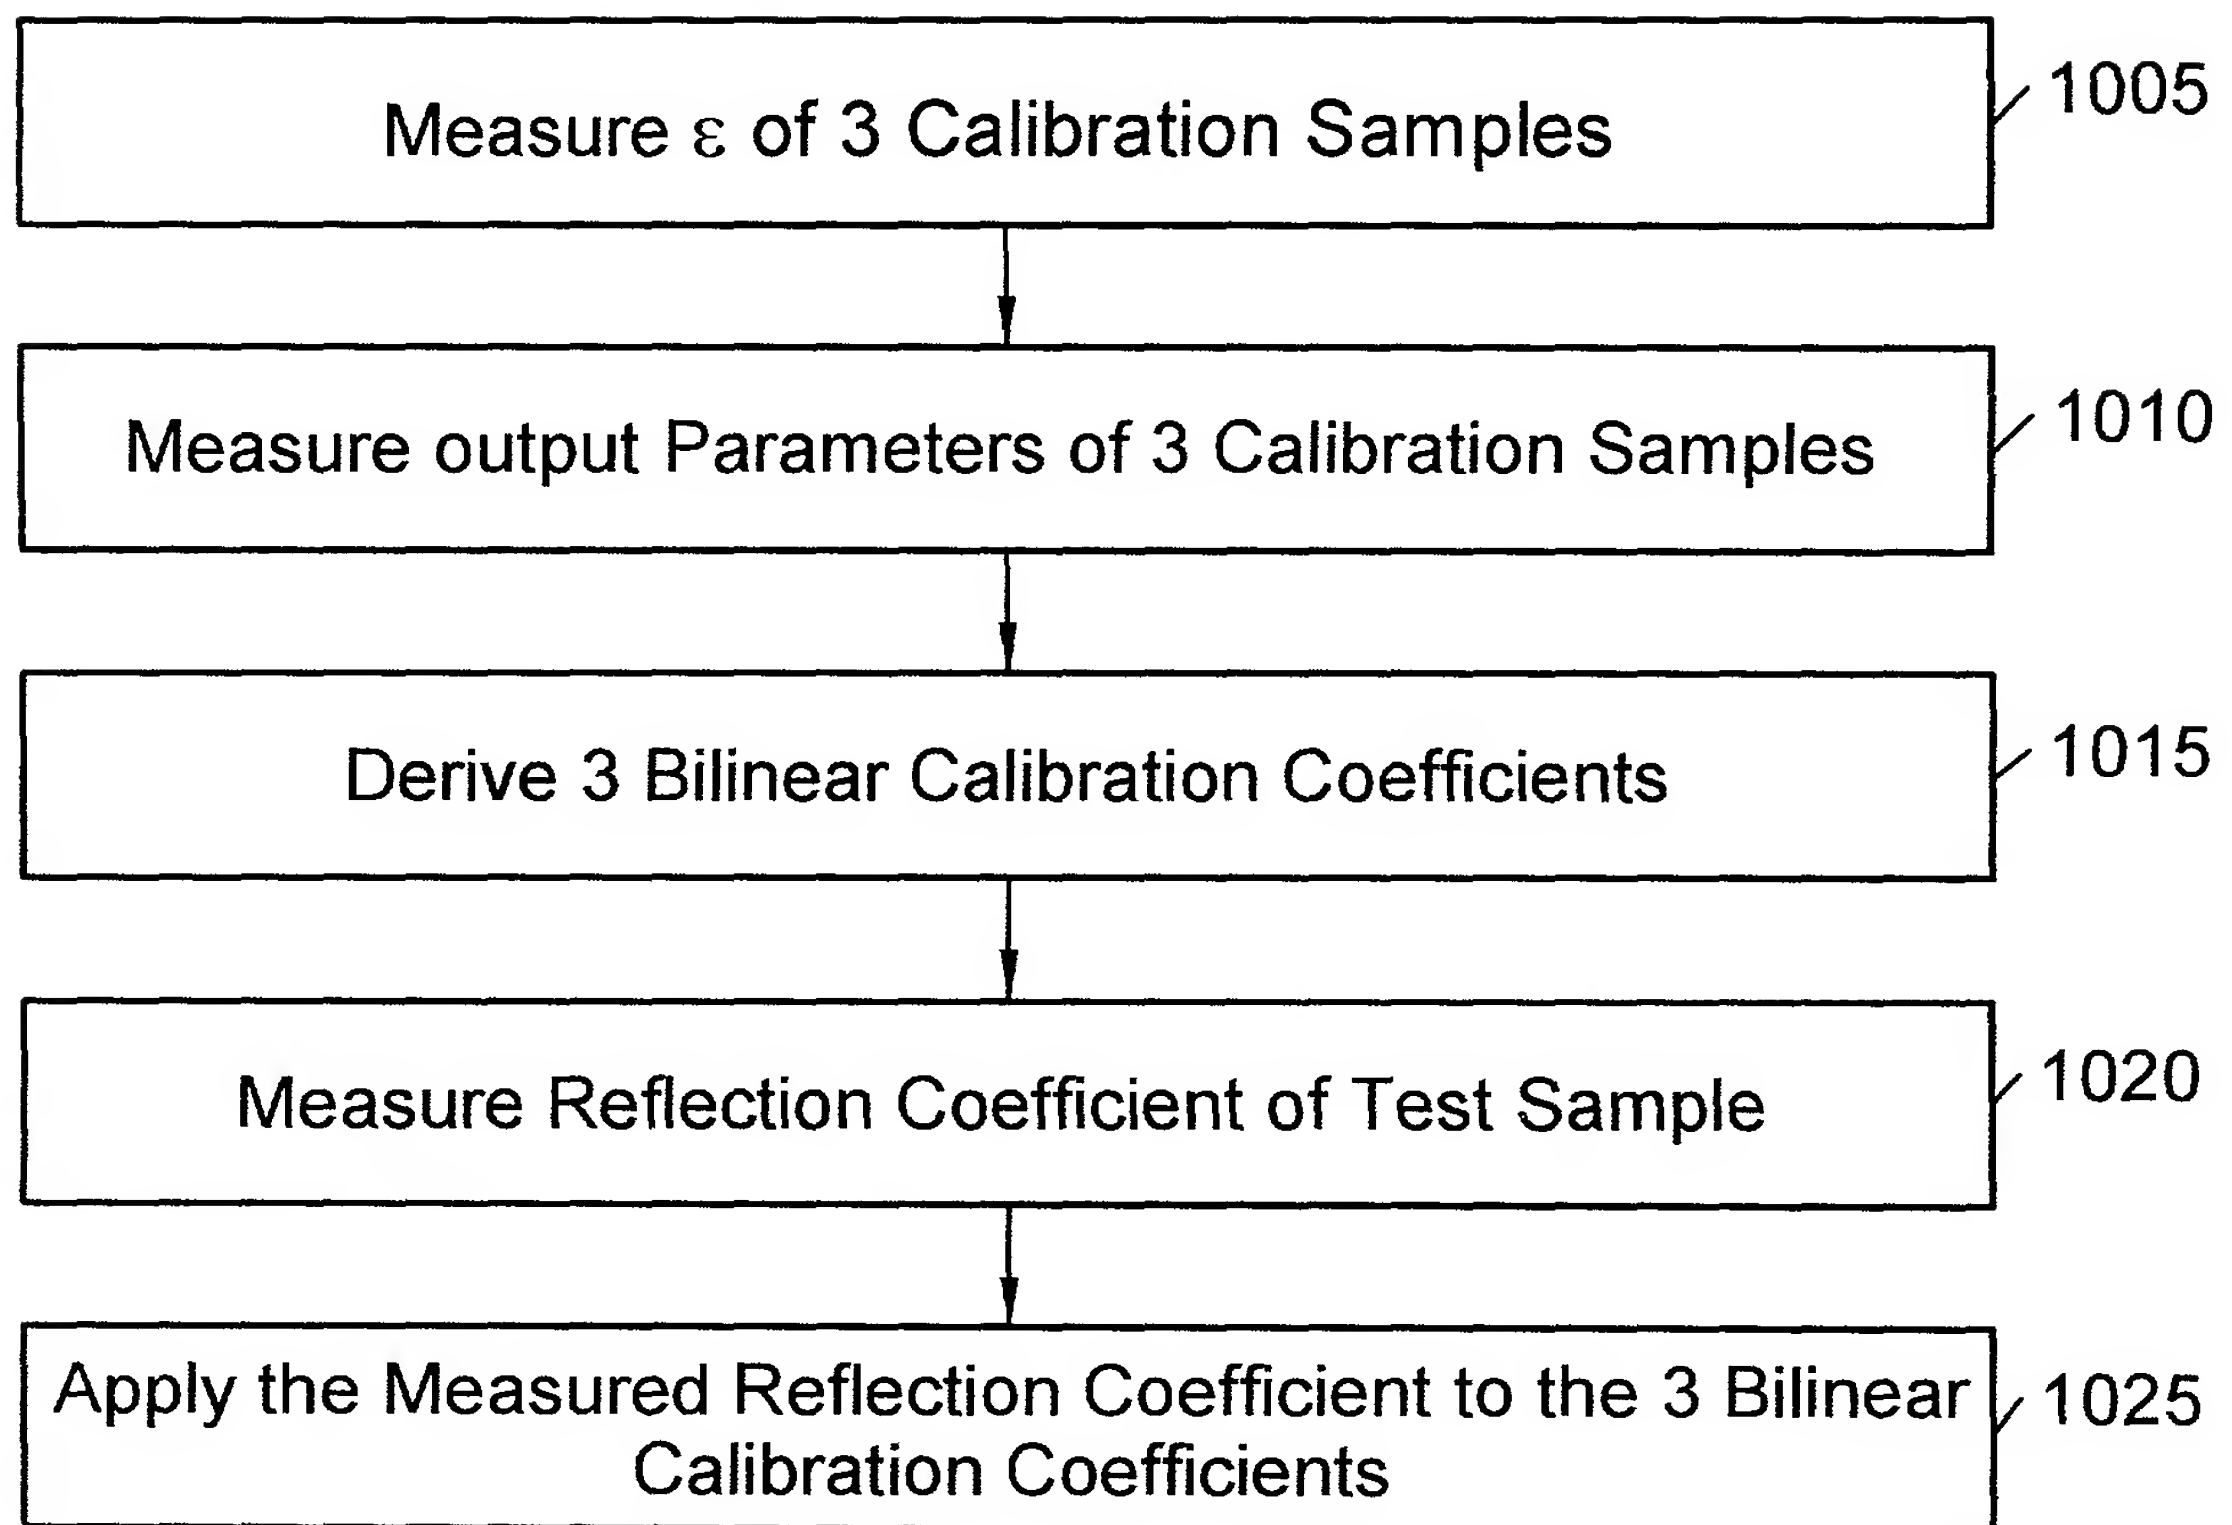 Measure ε of 3 Calibration Samples
1005
Measure output Parameters of 3 Calibration Samples
1010
Derive 3 Bilinear Calibration Coefficients
1015
Measure Reflection Coefficient of Test Sample
1020
Apply the Measured Reflection Coefficient to the 3 Bilinear
Calibration Coefficients
1025